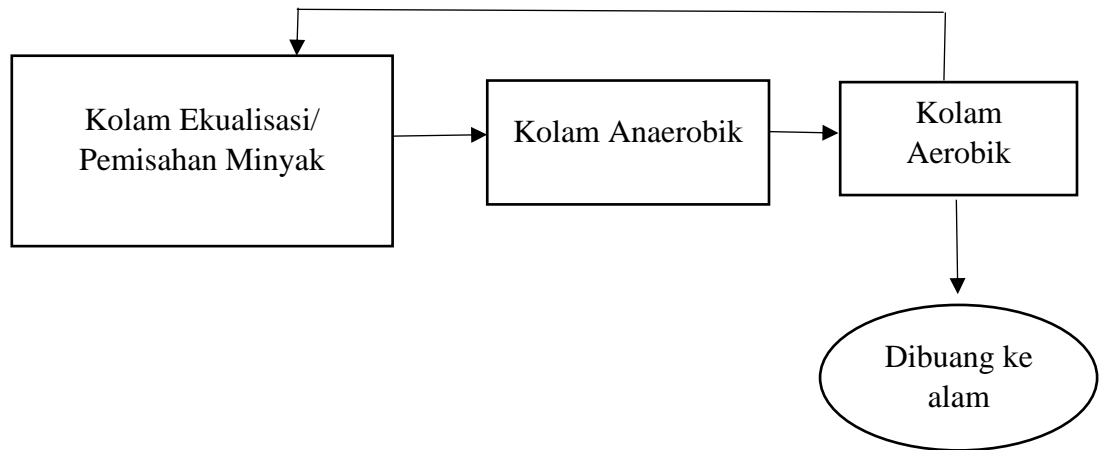 Kolam Ekualisasi/
Pemisahan Minyak
Kolam Anaerobik
Kolam
Aerobik
Dibuang ke
alam